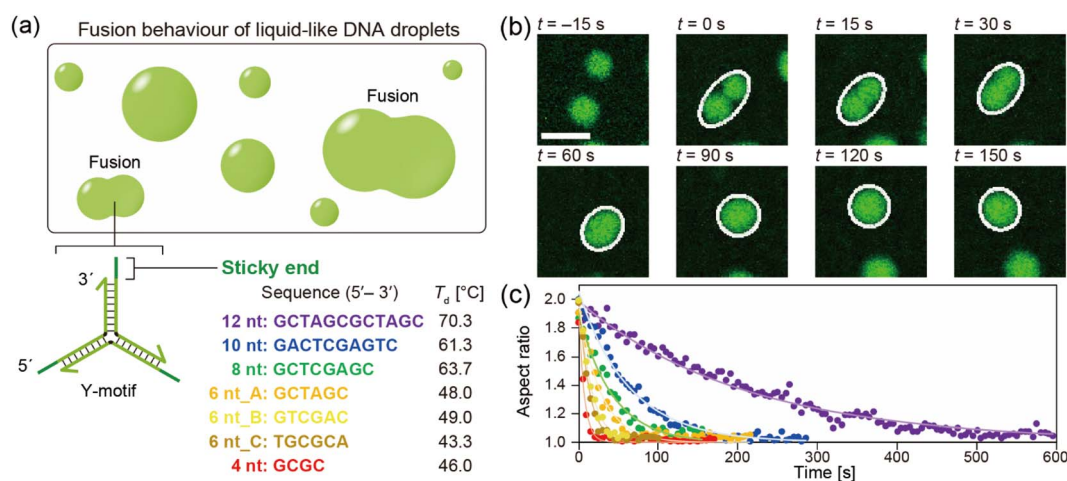 (a)
Fusion behaviour of liquid-like DNA droplets
Fusion
Fusion
Sticky end
3´
5´
Y-motif
Sequence (5′– 3′) T_d [°C]
12 nt: GCTAGCGCTAGC 70.3
10 nt: GACTCGAGTC 61.3
8 nt: GCTCGAGC 63.7
6 nt_A: GCTAGC 48.0
6 nt_B: GTCGAC 49.0
6 nt_C: TGCGCA 43.3
4 nt: GCGC 46.0
(b)
t = –15 s t = 0 s t = 15 s t = 30 s
t = 60 s t = 90 s t = 120 s t = 150 s
(c)
Aspect ratio
2.0
1.8
1.6
1.4
1.2
1.0
0 100 200 300 400 500 600
Time [s]